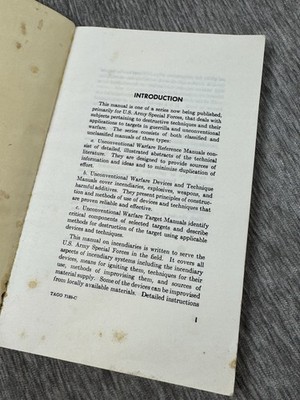 INTRODUCTION
This manual is one of a series now being published,
primarily for U.S. Army Special Forces, that deals with
subjects pertaining to destructive techniques and their
applications to guerrilla and unconventional
warfare. The series consists of both classified and
unclassified manuals of three types:
a. Unconventional Warfare Reference Manuals con-
sist of detailed, illustrated abstracts of the technical
literature. They are designed to provide sources of
information and ideas and to minimize duplication of
effort.
b. Unconventional Warfare Devices and Technique
Manuals cover incendiaries, explosives, weapons, and
harmful additives. They present principles of construc-
tion and methods of use of devices and techniques that
are proven reliable and effective.
c. Unconventional Warfare Target Manuals identify
critical components of selected targets and describe
methods for destruction of the target using applicable
devices and techniques.
This manual on incendiaries is written to serve the
U.S. Army Special Forces in the field. It covers all
aspects of incendiary systems including the incendiary
devices, means for igniting them, techniques for their
use, methods of improvising them, and sources of
material supply. Some of the devices can be improvised
from locally available materials. Detailed instructions
TAGO 7189-C